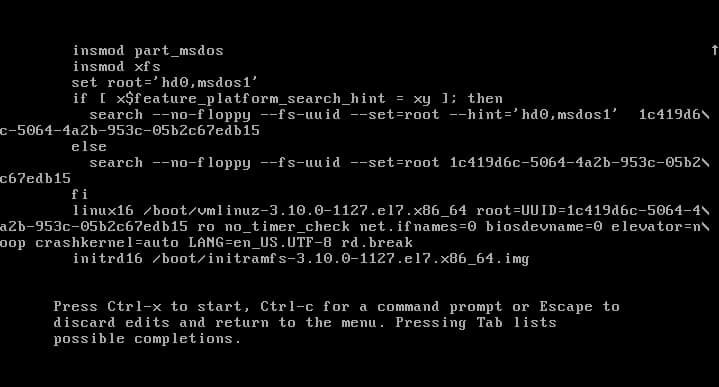 insmod part_msdos
insmod xfs
set root='hd0,msdos1'
if [ x$feature_platform_search_hint = xy ]; then
search --no-floppy --fs-uuid --set=root --hint='hd0,msdos1'  1c419d6\
c-5064-4a2b-953c-05b2c67edb15
else
search --no-floppy --fs-uuid --set=root 1c419d6c-5064-4a2b-953c-05b2\
c67edb15
fi
linux16 /boot/vmlinuz-3.10.0-1127.el7.x86_64 root=UUID=1c419d6c-5064-4\
a2b-953c-05b2c67edb15 ro no_timer_check net.ifnames=0 biosdevname=0 elevator=n\
oop crashkernel=auto LANG=en_US.UTF-8 rd.break
initrd16 /boot/initramfs-3.10.0-1127.el7.x86_64.img
Press Ctrl-x to start, Ctrl-c for a command prompt or Escape to
discard edits and return to the menu. Pressing Tab lists
possible completions.